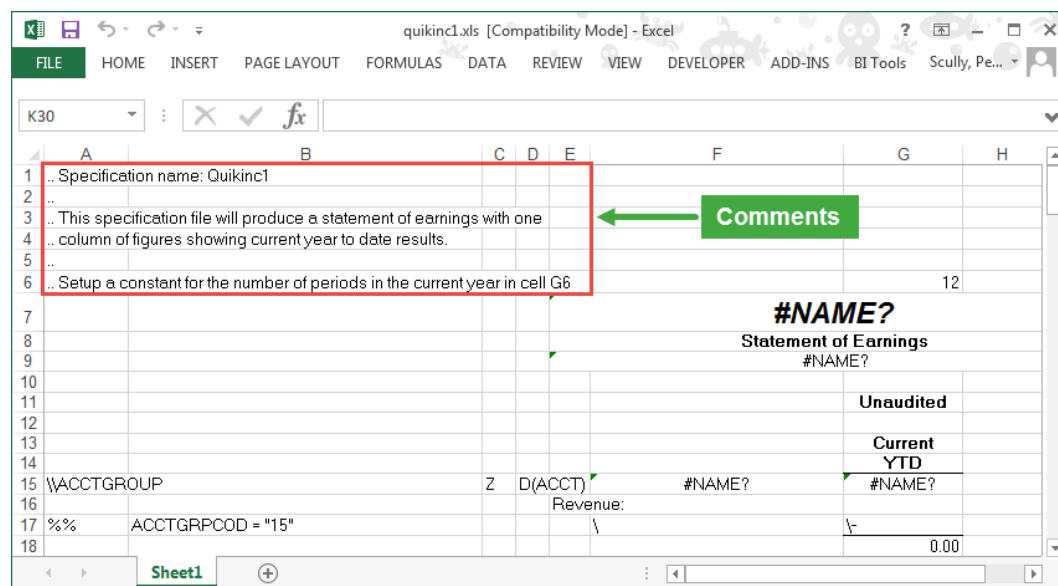 quikinc1.xls [Compatibility Mode] - Excel ?
FILE HOME INSERT PAGE LAYOUT FORMULAS DATA REVIEW VIEW DEVELOPER ADD-INS BI Tools Scully, Pe...
K30 fx
A B C D E F G H
1 .. Specification name: Quikinc1
2 ..
3 .. This specification file will produce a statement of earnings with one
Comments
4 .. column of figures showing current year to date results.
5 ..
6 .. Setup a constant for the number of periods in the current year in cell G6 12
7 #NAME?
8 Statement of Earnings
9 #NAME?
10
11 Unaudited
12
13 Current
14 YTD
15 \\ACCTGROUP Z D(ACCT) #NAME? #NAME?
16 Revenue:
17 %% ACCTGRPCOD = "15" \ \-
18 0.00
Sheet1